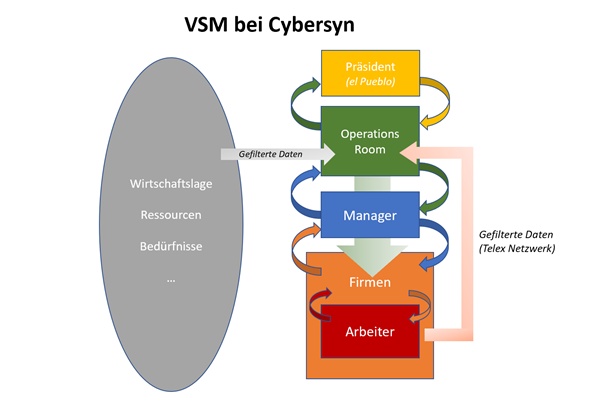 VSM bei Cybersyn
Präsident
(el Pueblo)
Operations
Room
Gefilterte Daten
Wirtschaftslage
Ressourcen
Bedürfnisse
...
Manager
Gefilterte Daten
(Telex Netzwerk)
Firmen
Arbeiter